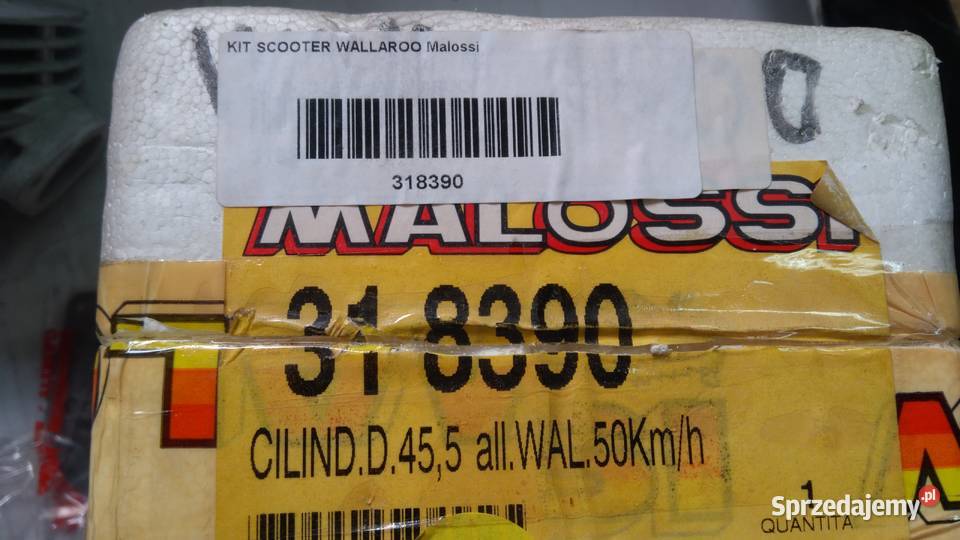 KIT SCOOTER WALLAROO Malossi
318390
MALOSSI
31 8390
CILIND.D.45,5 all.WAL.50Km/h
1
QUANTITA
Sprzedajemy.pl